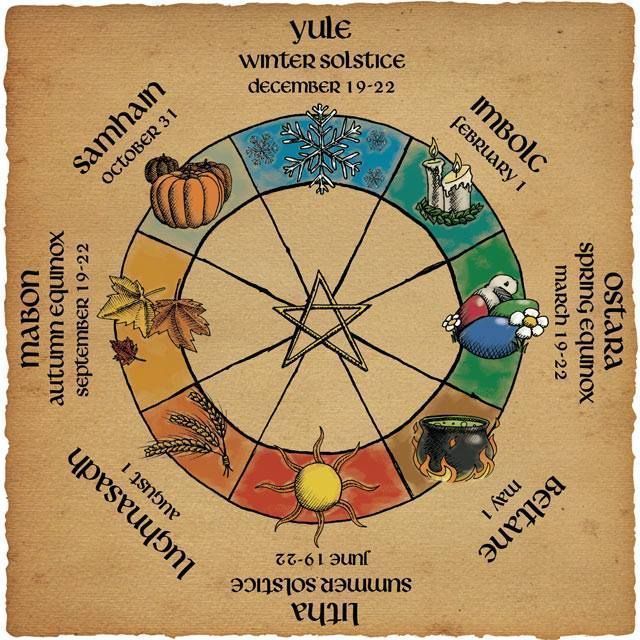 Yule
Winter Solstice
December 19-22
Imbolc
February 1
Ostara
Spring Equinox
March 19-22
Beltane
May 1
Litha
Summer Solstice
June 19-22
Lughnasadh
August 1
Mabon
Autumn Equinox
September 19-22
Samhain
October 31